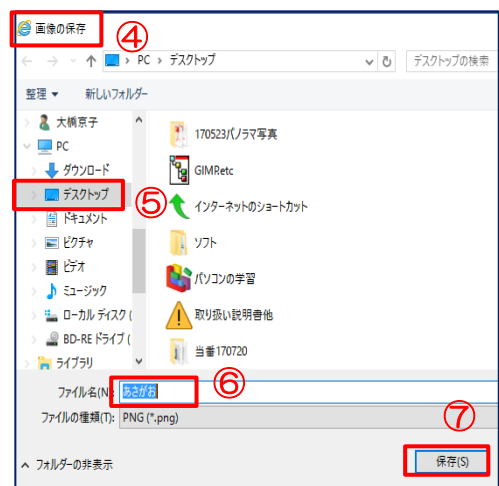 画像の保存
④
PC › デスクトップ
デスクトップの検索
整理
新しいフォルダー
大橋京子
PC
ダウンロード
デスクトップ
⑤
ドキュメント
ピクチャ
ビデオ
ミュージック
ローカル ディスク (
BD-RE ドライブ (
ライブラリ
170523パノラマ写真
GIMRetc
インターネットのショートカット
ソフト
パソコンの学習
取り扱い説明書他
当番170720
⑥
ファイル名(N): あさがお
ファイルの種類(T): PNG (*.png)
⑦
フォルダーの非表示
保存(S)